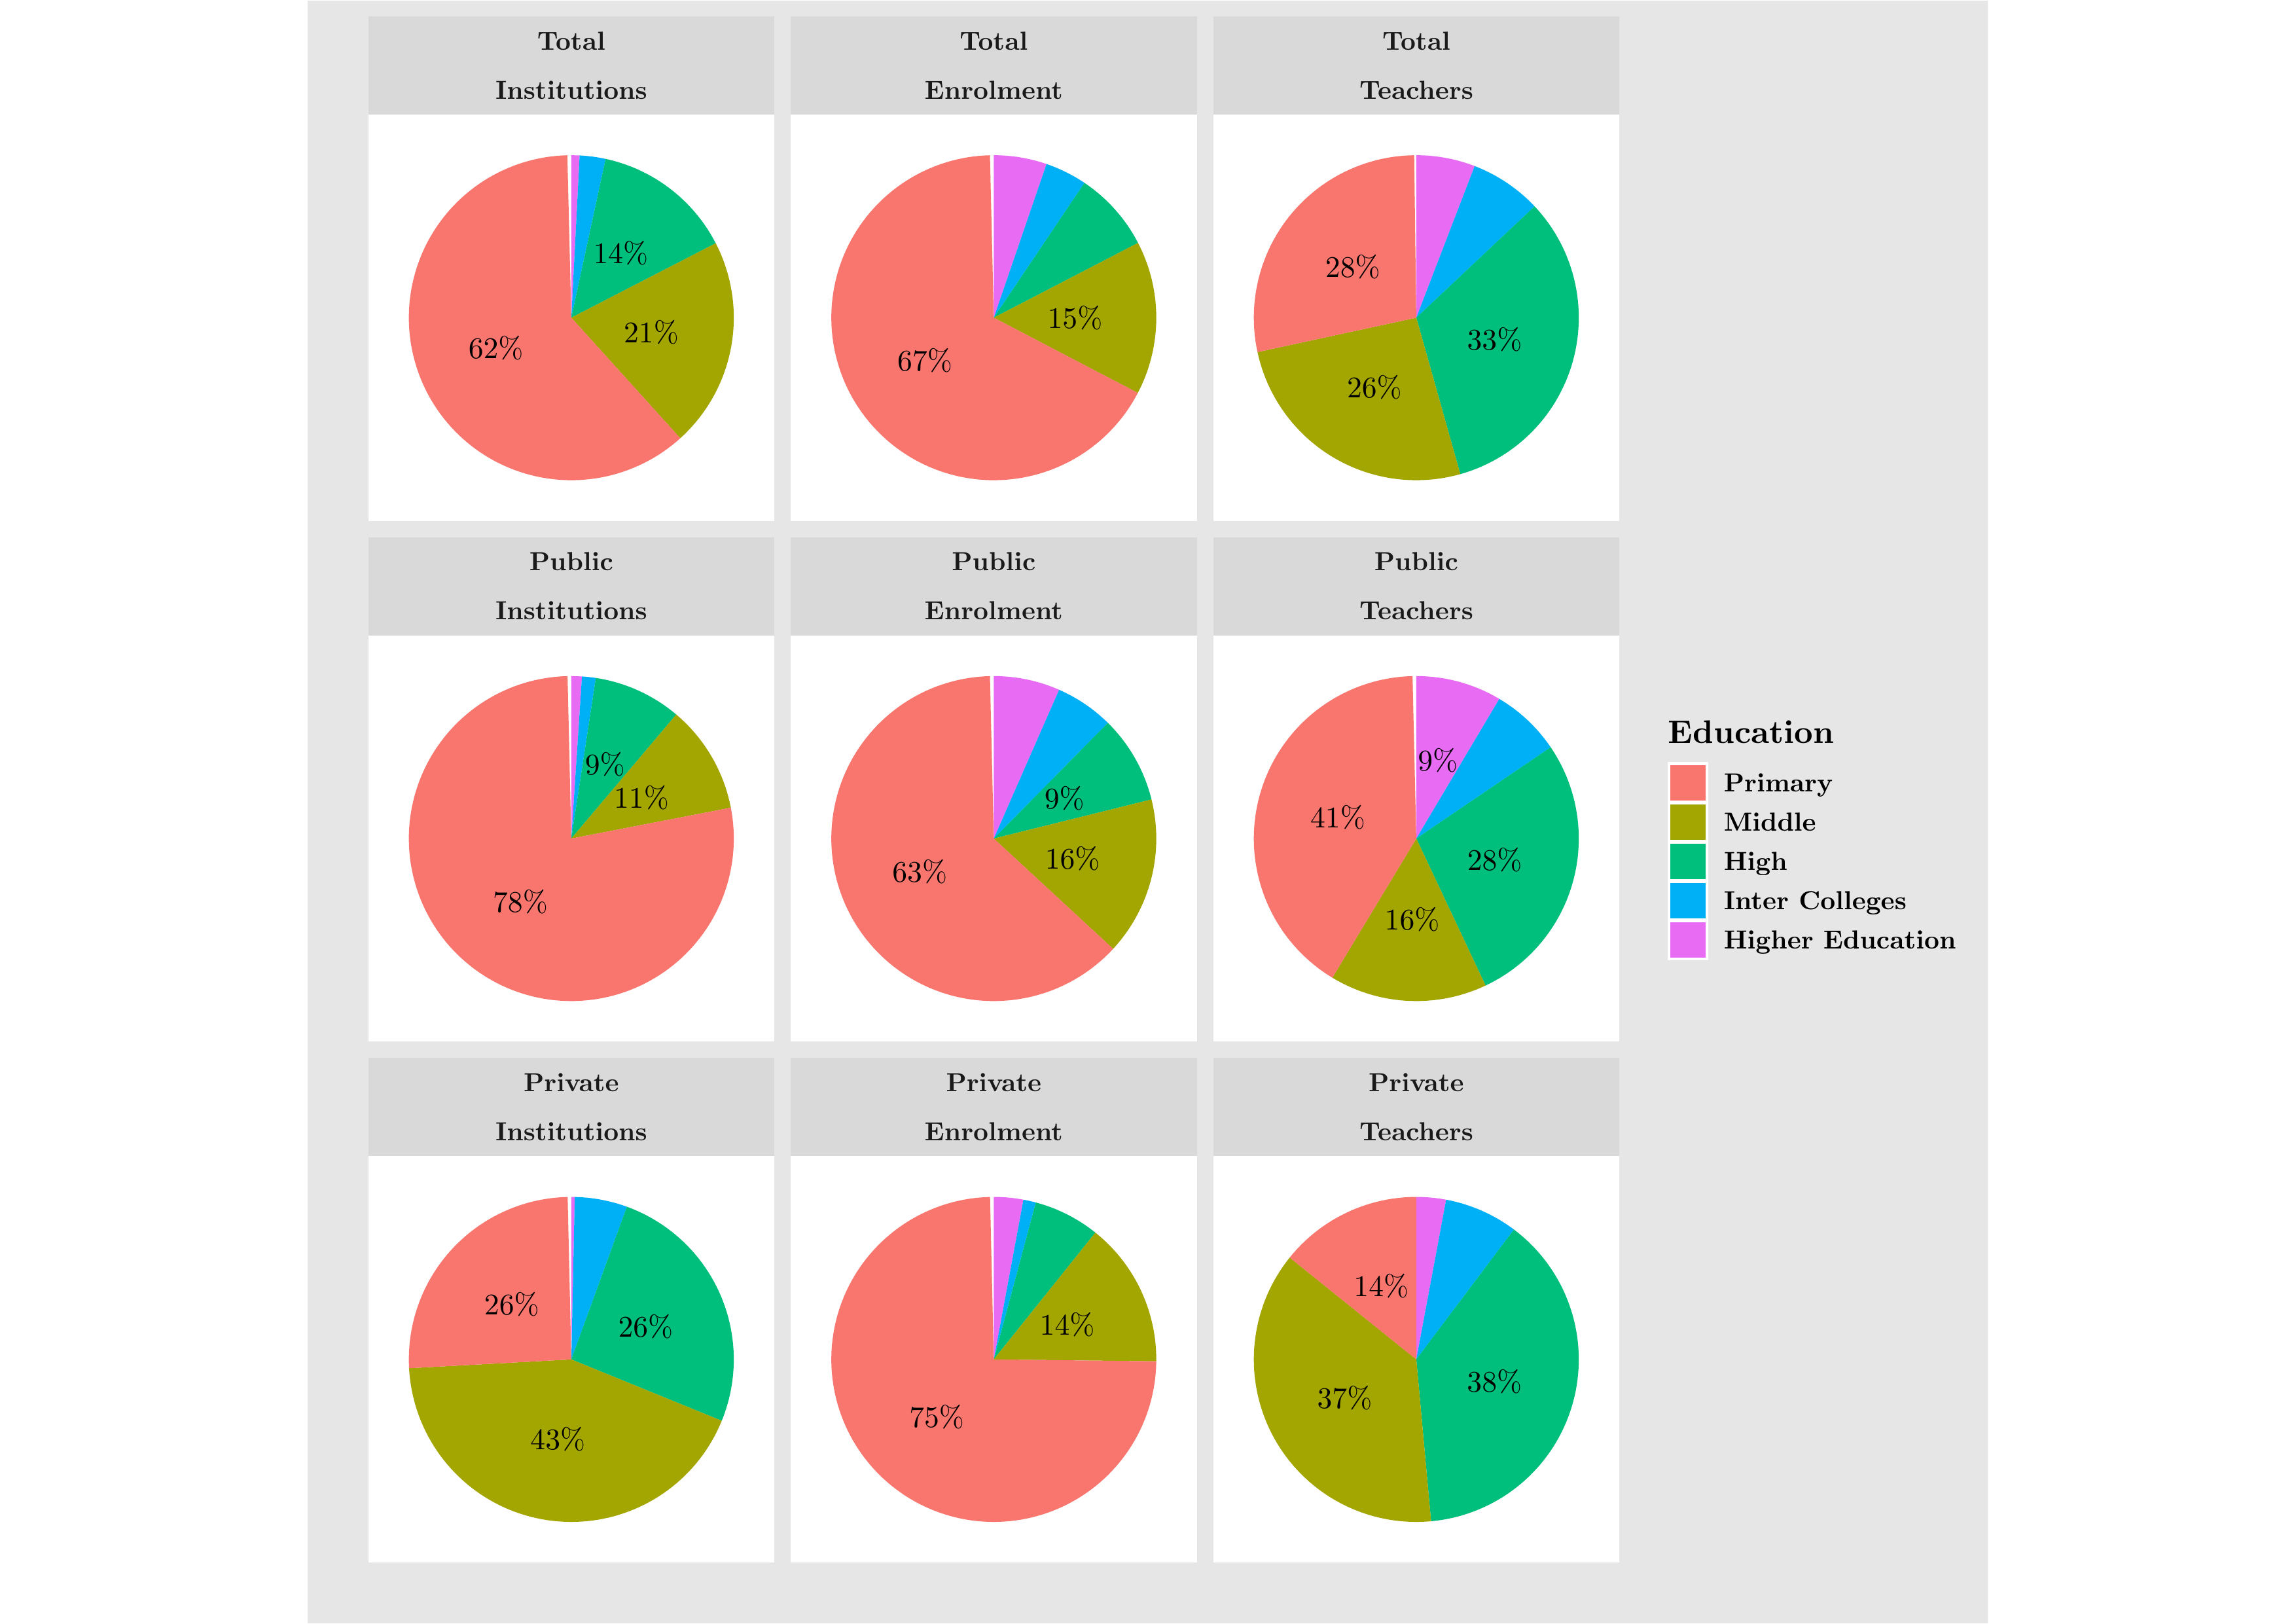 Total
Institutions
Total
Enrolment
Total
Teachers
14%
21%
62%
15%
67%
28%
33%
26%
Public
Institutions
Public
Enrolment
Public
Teachers
9%
11%
78%
9%
16%
63%
9%
41%
28%
16%
Education
Primary
Middle
High
Inter Colleges
Higher Education
Private
Institutions
Private
Enrolment
Private
Teachers
26%
26%
43%
14%
75%
14%
37%
38%